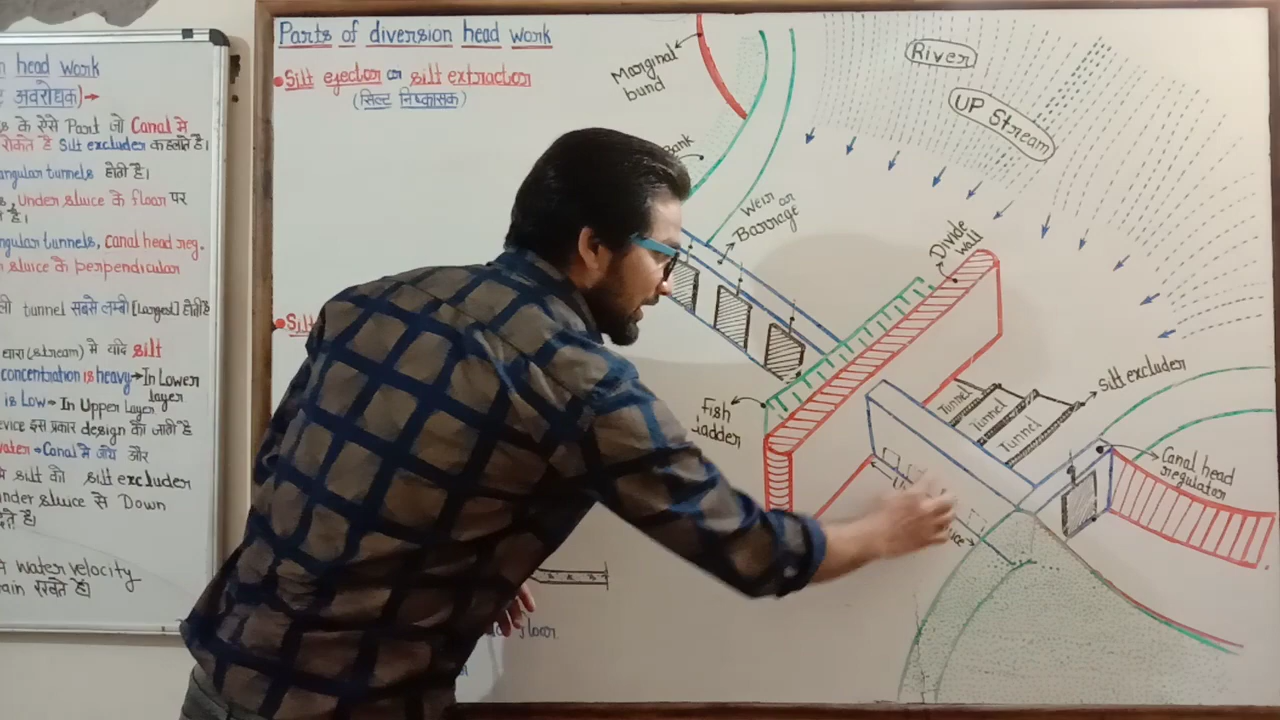 head work
अवरोधक)→
के ऐसे Part जो Canal मे
रोकते है Silt excluder कहलाते है।
angular tunnels होती है।
Under sluice के floor पर
है।
ngular tunnels, canal head reg.
sluice के perpendicular
tunnel सबसे लम्बी [Largest] होती है
धारा (stream) मे यदि silt
concentration is heavy→In Lower
layer
is Low→In Upper Layer
device इस प्रकार design की जाती है
water→Canal मे जाये और
silt को silt excluder
under sluice से Down
देते है।
मे water velocity
रखते है।
Parts of diversion head work
•Silt ejector or silt extractor
(सिल्ट निष्कासक)
Marginal
bund
River
UP Stream
Bank
Weir or
Barrage
Divide
wall
Fish
Ladder
Tunnel
Tunnel
Tunnel
Silt excluder
Canal head
regulator
floor